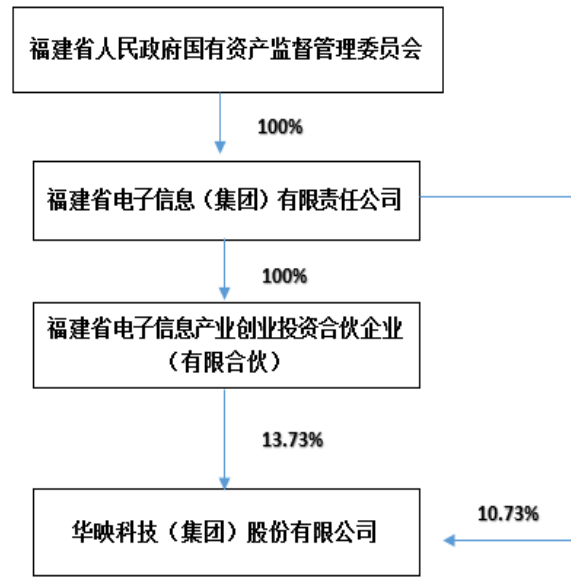 福建省人民政府国有资产监督管理委员会
100%
福建省电子信息（集团）有限责任公司
100%
福建省电子信息产业创业投资合伙企业
（有限合伙）
13.73%
华映科技（集团）股份有限公司
10.73%